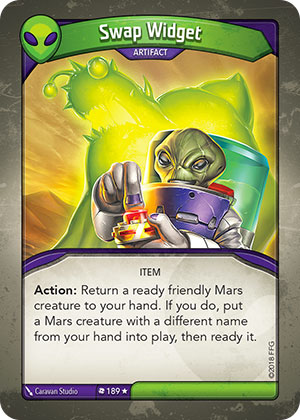 Swap Widget
ARTIFACT
ITEM
Action: Return a ready friendly Mars
creature to your hand. If you do, put
a Mars creature with a different name
from your hand into play, then ready it.
Caravan Studio
189
©2018 FFG